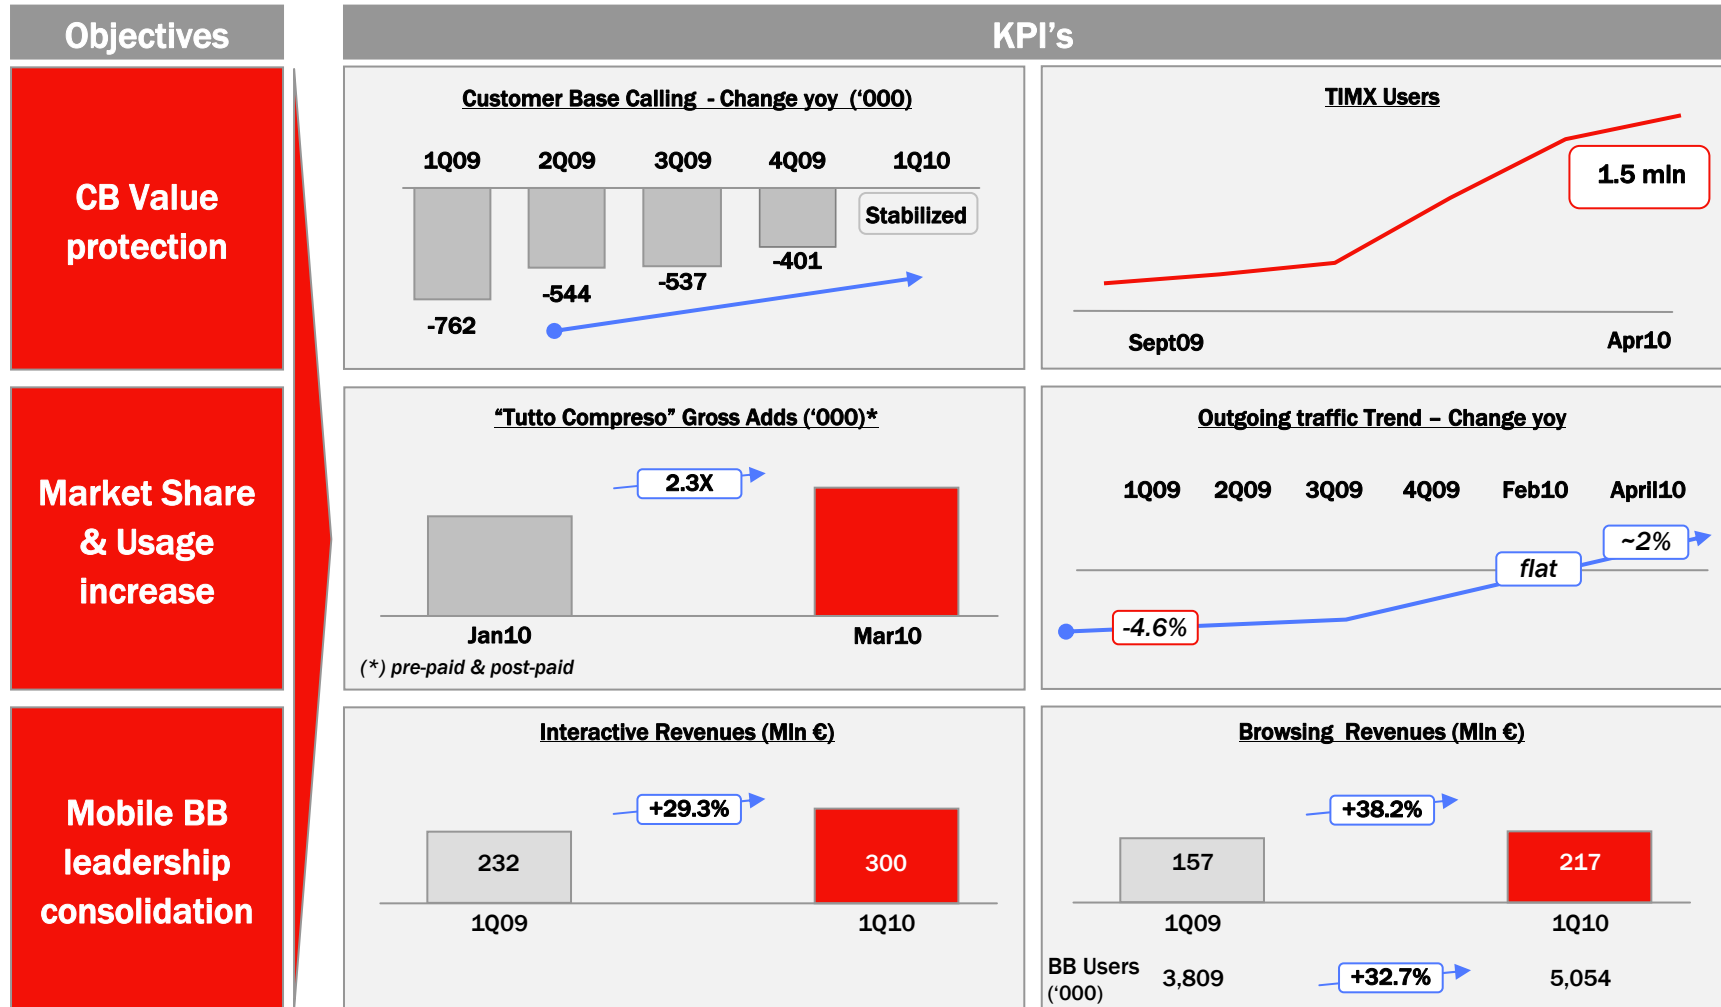 Objectives
KPI's
CB Value
protection
Customer Base Calling - Change yoy ('000)
1Q09 2Q09 3Q09 4Q09 1Q10
Stabilized
-762 -544 -537 -401
TIMX Users
1.5 mln
Sept09 Apr10
Market Share
& Usage
increase
"Tutto Compreso" Gross Adds ('000)*
2.3X
Jan10 Mar10
(*) pre-paid & post-paid
Outgoing traffic Trend – Change yoy
1Q09 2Q09 3Q09 4Q09 Feb10 April10
~2%
flat
-4.6%
Mobile BB
leadership
consolidation
Interactive Revenues (Mln €)
+29.3%
232 300
1Q09 1Q10
Browsing Revenues (Mln €)
+38.2%
157 217
1Q09 1Q10
BB Users
('000)
3,809 +32.7% 5,054